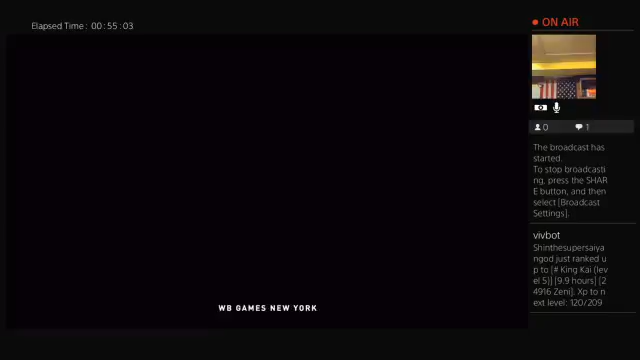 Elapsed Time : 00:55:03
ON AIR
0
1
The broadcast has
started.
To stop broadcasti
ng, press the SHAR
E button, and then
select [Broadcast
Settings].
vivbot
Shinthesupersaiya
ngod just ranked u
p to [# King Kai (lev
el 5)] [9.9 hours] [2
4916 Zeni]. Xp to n
ext level: 120/209
WB GAMES NEW YORK